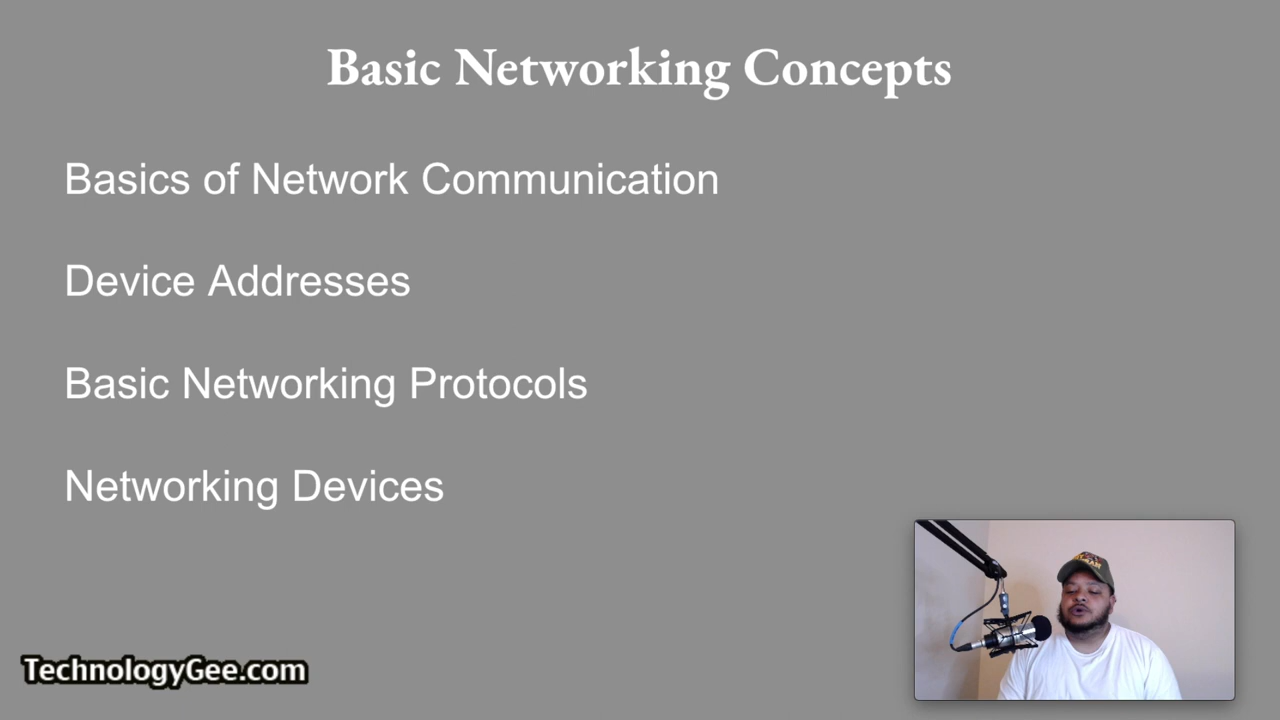 Basic Networking Concepts
Basics of Network Communication
Device Addresses
Basic Networking Protocols
Networking Devices
TechnologyGee.com